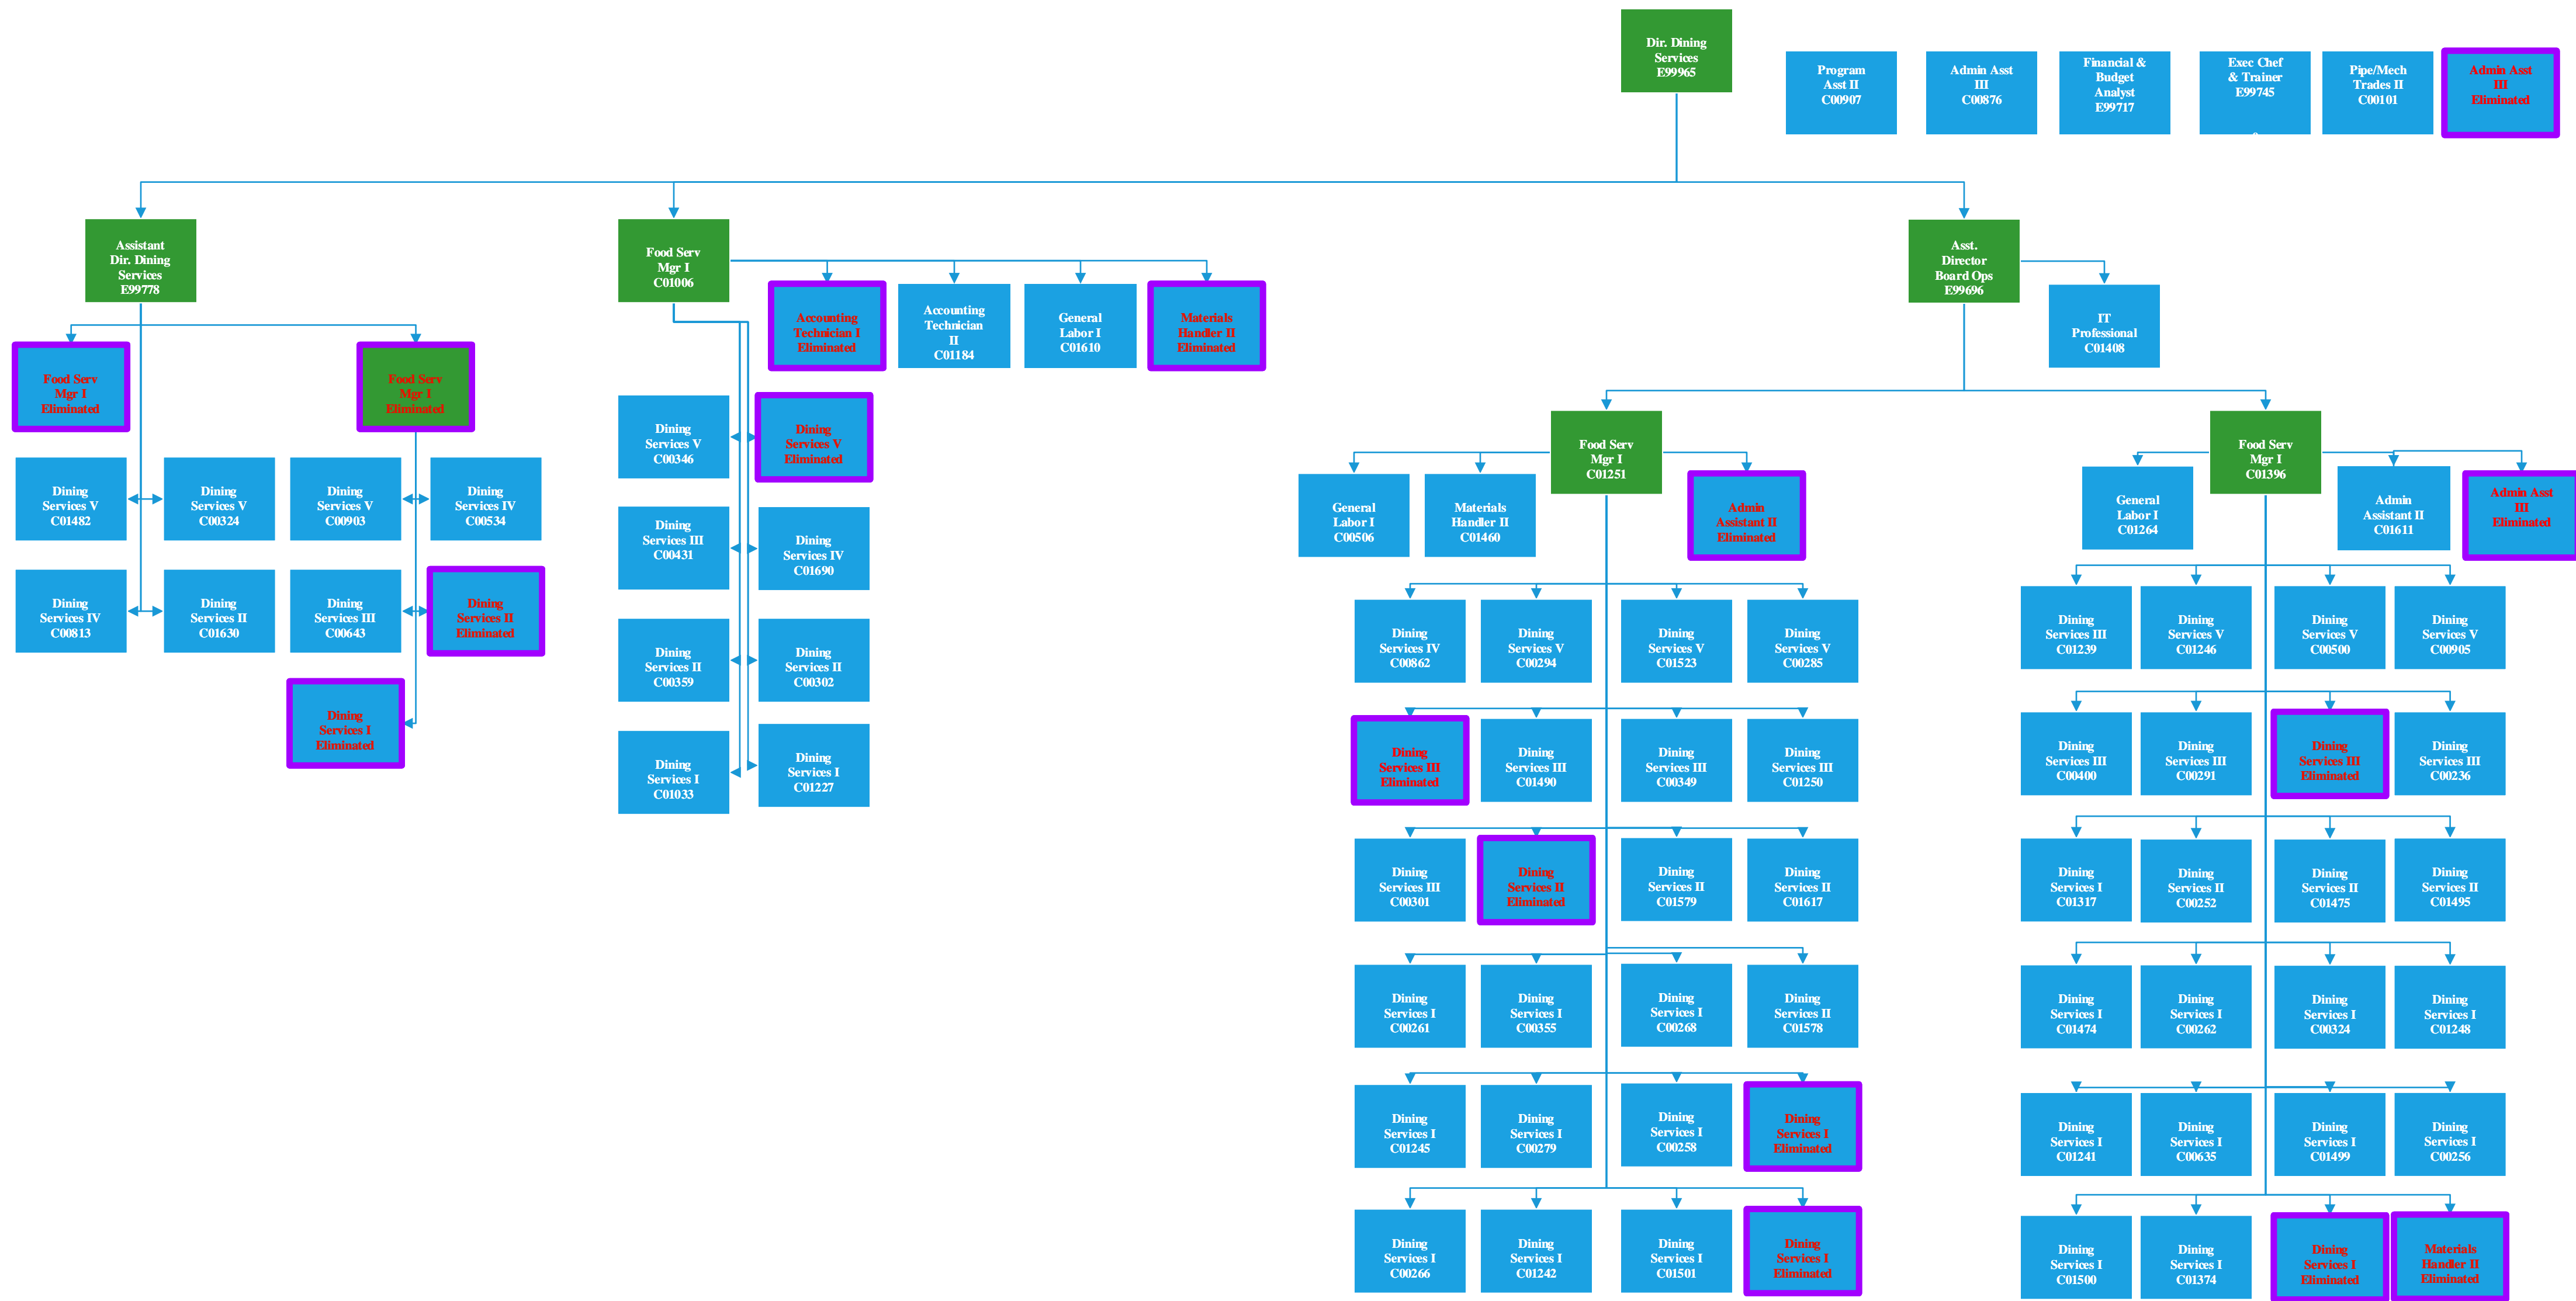 Dir. Dining
Services
E99965
Program
Asst II
C00907
Admin Asst
III
C00876
Financial &
Budget
Analyst
E99717
Exec Chef
& Trainer
E99745
Pipe/Mech
Trades II
C00101
Admin Asst
III
Eliminated
Assistant
Dir. Dining
Services
E99778
Food Serv
Mgr I
C01006
Asst.
Director
Board Ops
E99696
Accounting
Technician I
Eliminated
Accounting
Technician
II
C01184
General
Labor I
C01610
Materials
Handler II
Eliminated
IT
Professional
C01408
Food Serv
Mgr I
Eliminated
Food Serv
Mgr I
Eliminated
Dining
Services V
C01482
Dining
Services V
C00324
Dining
Services V
C00903
Dining
Services IV
C00534
Dining
Services IV
C00813
Dining
Services II
C01630
Dining
Services III
C00643
Dining
Services II
Eliminated
Dining
Services I
Eliminated
Dining
Services V
C00346
Dining
Services V
Eliminated
Dining
Services III
C00431
Dining
Services IV
C01690
Dining
Services II
C00359
Dining
Services II
C00302
Dining
Services I
C01033
Dining
Services I
C01227
Food Serv
Mgr I
C01251
General
Labor I
C00506
Materials
Handler II
C01460
Admin
Assistant II
Eliminated
Dining
Services IV
C00862
Dining
Services V
C00294
Dining
Services V
C01523
Dining
Services V
C00285
Dining
Services III
Eliminated
Dining
Services III
C01490
Dining
Services III
C00349
Dining
Services III
C01250
Dining
Services III
C00301
Dining
Services II
Eliminated
Dining
Services II
C01579
Dining
Services II
C01617
Dining
Services I
C00261
Dining
Services I
C00355
Dining
Services I
C00268
Dining
Services II
C01578
Dining
Services I
C01245
Dining
Services I
C00279
Dining
Services I
C00258
Dining
Services I
Eliminated
Dining
Services I
C00266
Dining
Services I
C01242
Dining
Services I
C01501
Dining
Services I
Eliminated
Food Serv
Mgr I
C01396
General
Labor I
C01264
Admin
Assistant II
C01611
Admin Asst
III
Eliminated
Dining
Services III
C01239
Dining
Services V
C01246
Dining
Services V
C00500
Dining
Services V
C00905
Dining
Services III
C00400
Dining
Services III
C00291
Dining
Services III
Eliminated
Dining
Services III
C00236
Dining
Services I
C01317
Dining
Services II
C00252
Dining
Services II
C01475
Dining
Services II
C01495
Dining
Services I
C01474
Dining
Services I
C00262
Dining
Services I
C00324
Dining
Services I
C01248
Dining
Services I
C01241
Dining
Services I
C00635
Dining
Services I
C01499
Dining
Services I
C00256
Dining
Services I
C01500
Dining
Services I
C01374
Dining
Services I
Eliminated
Materials
Handler II
Eliminated